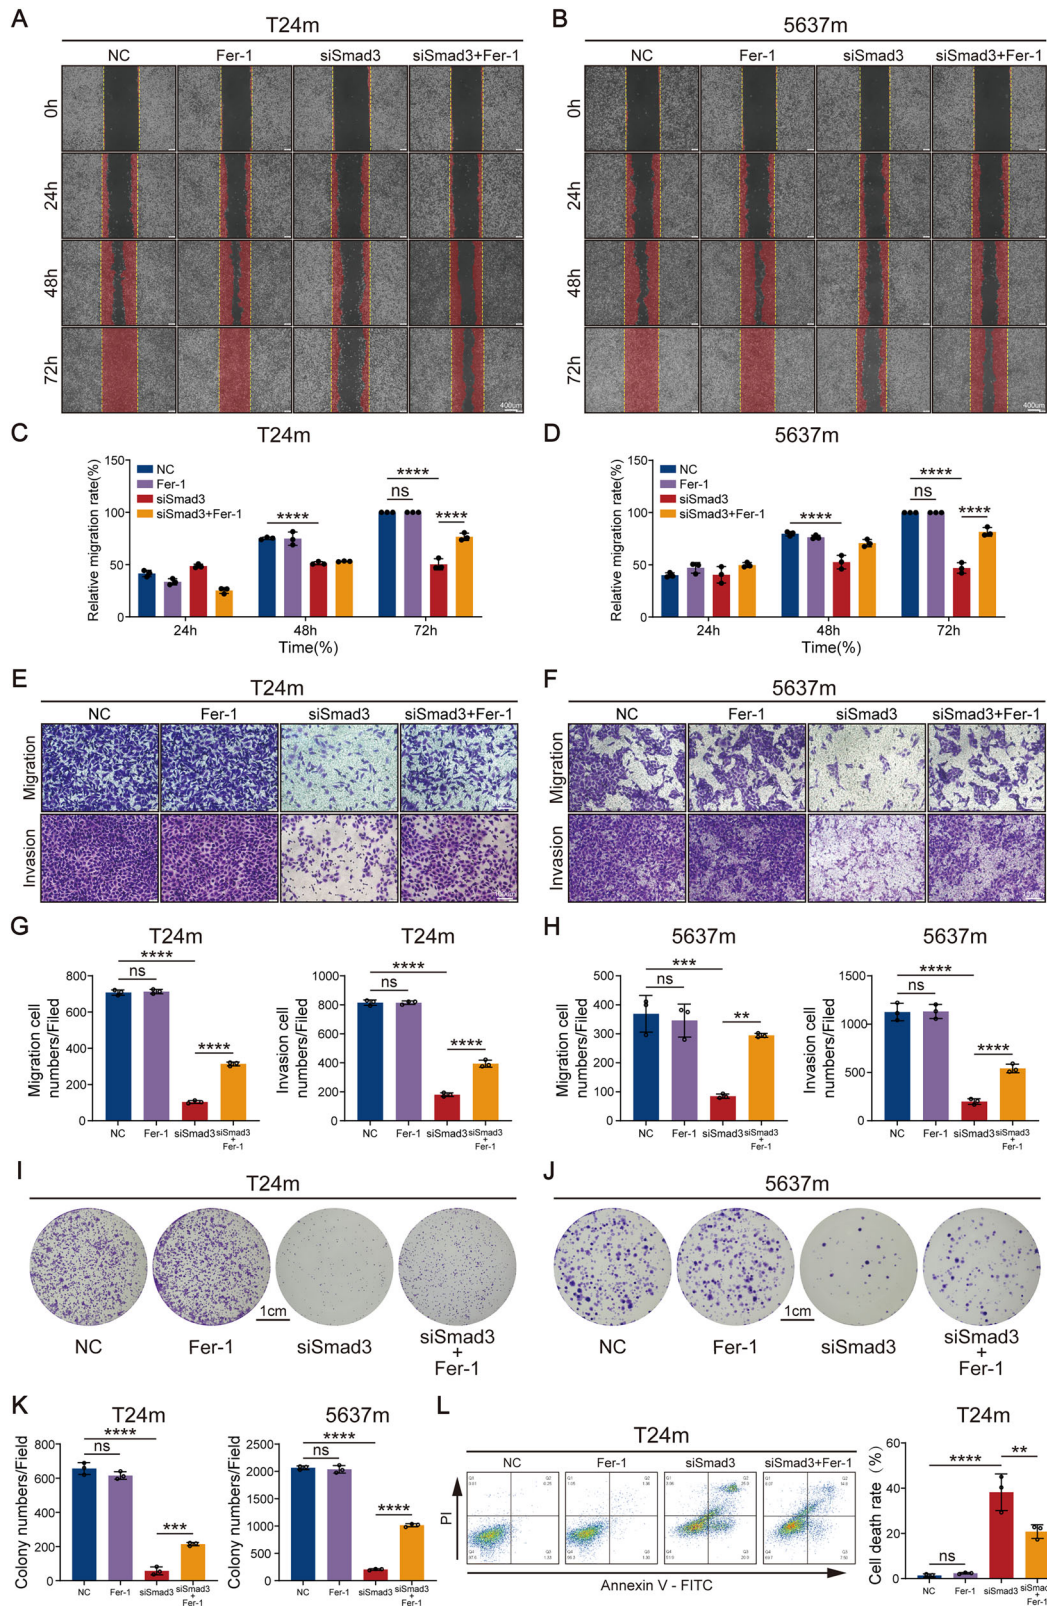 A
T24m
NC Fer-1 siSmad3 siSmad3+Fer-1
0h
24h
48h
72h
400um
B
5637m
NC Fer-1 siSmad3 siSmad3+Fer-1
0h
24h
48h
72h
400um
C
T24m
Relative migration rate(%)
150
100
50
0
NC
Fer-1
siSmad3
siSmad3+Fer-1
****
****
ns
****
24h 48h 72h
Time(%)
D
5637m
Relative migration rate(%)
150
100
50
0
NC
Fer-1
siSmad3
siSmad3+Fer-1
****
****
ns
****
24h 48h 72h
Time(%)
E
T24m
NC Fer-1 siSmad3 siSmad3+Fer-1
Migration
Invasion
F
5637m
NC Fer-1 siSmad3 siSmad3+Fer-1
Migration
Invasion
G
T24m
Migration cell
numbers/Filed
800
600
400
200
0
****
ns
****
NC Fer-1 siSmad3 siSmad3
+
Fer-1
T24m
Invasion cell
numbers/Filed
1000
800
600
400
200
0
****
ns
****
NC Fer-1 siSmad3 siSmad3
+
Fer-1
H
5637m
Migration cell
numbers/Filed
500
400
300
200
100
0
***
ns
**
NC Fer-1 siSmad3 siSmad3
+
Fer-1
5637m
Invasion cell
numbers/Filed
1500
1000
500
0
****
ns
****
NC Fer-1 siSmad3 siSmad3
+
Fer-1
I
T24m
1cm
NC Fer-1 siSmad3 siSmad3
+
Fer-1
J
5637m
1cm
NC Fer-1 siSmad3 siSmad3
+
Fer-1
K
T24m
Colony numbers/Field
800
600
400
200
0
****
ns
***
NC Fer-1 siSmad3 siSmad3
+
Fer-1
5637m
Colony numbers/Field
2500
2000
1500
1000
500
0
****
ns
****
NC Fer-1 siSmad3 siSmad3
+
Fer-1
L
T24m
NC Fer-1 siSmad3 siSmad3+Fer-1
Q1 Q2 Q1 Q2 Q1 Q2 Q1 Q2
PI
Annexin V - FITC
T24m
Cell death rate (%)
60
40
20
0
****
**
ns
NC Fer-1 siSmad3 siSmad3
+
Fer-1